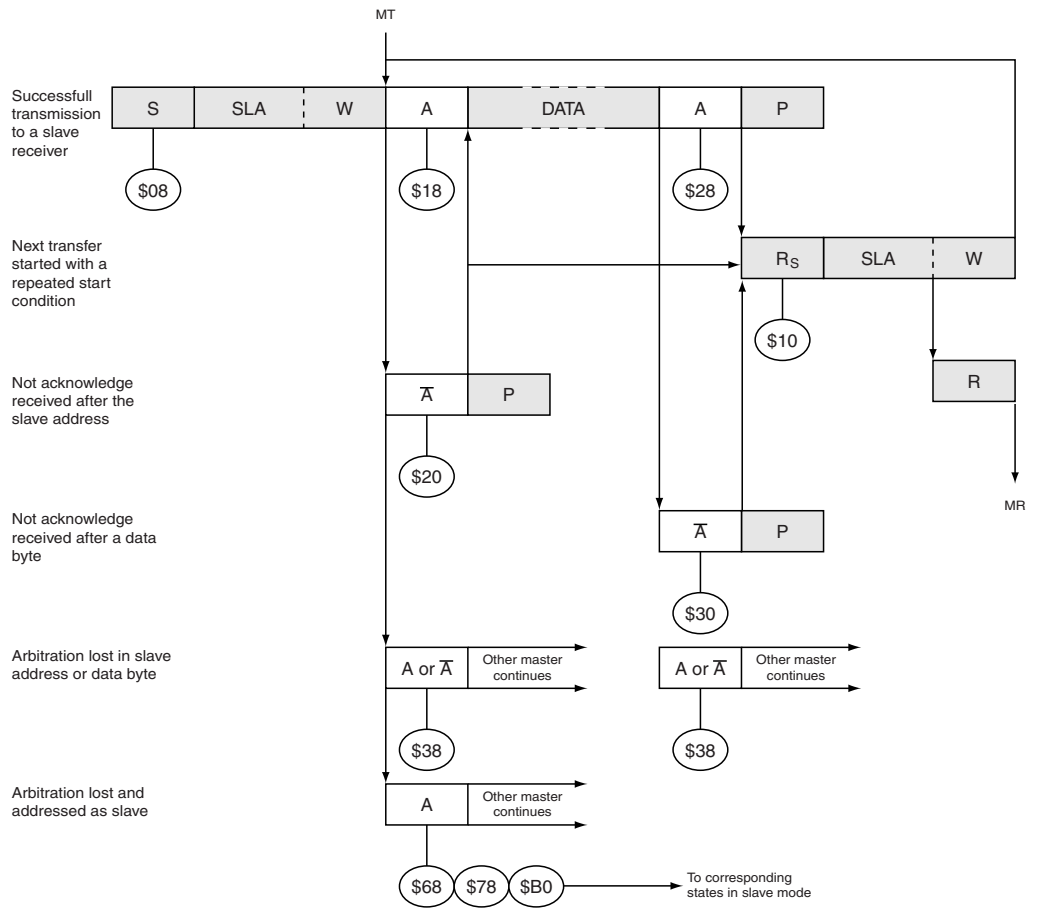 MT
Successfull
transmission
to a slave
receiver
S SLA W A DATA A P
$08 $18 $28
Next transfer
started with a
repeated start
condition
RS SLA W
$10
Not acknowledge
received after the
slave address
A̅ P
R
$20
MR
Not acknowledge
received after a data
byte
A̅ P
$30
Arbitration lost in slave
address or data byte
A or A̅
Other master
continues
A or A̅
Other master
continues
$38 $38
Arbitration lost and
addressed as slave
A
Other master
continues
$68 $78 $B0
To corresponding
states in slave mode